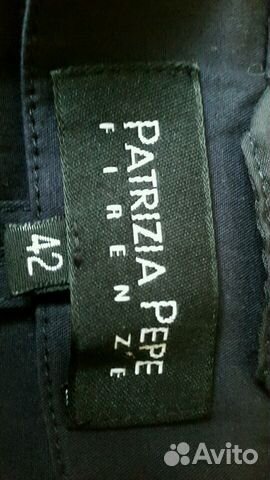 PATRIZIA PEPE
FIRENZE
42
Avito